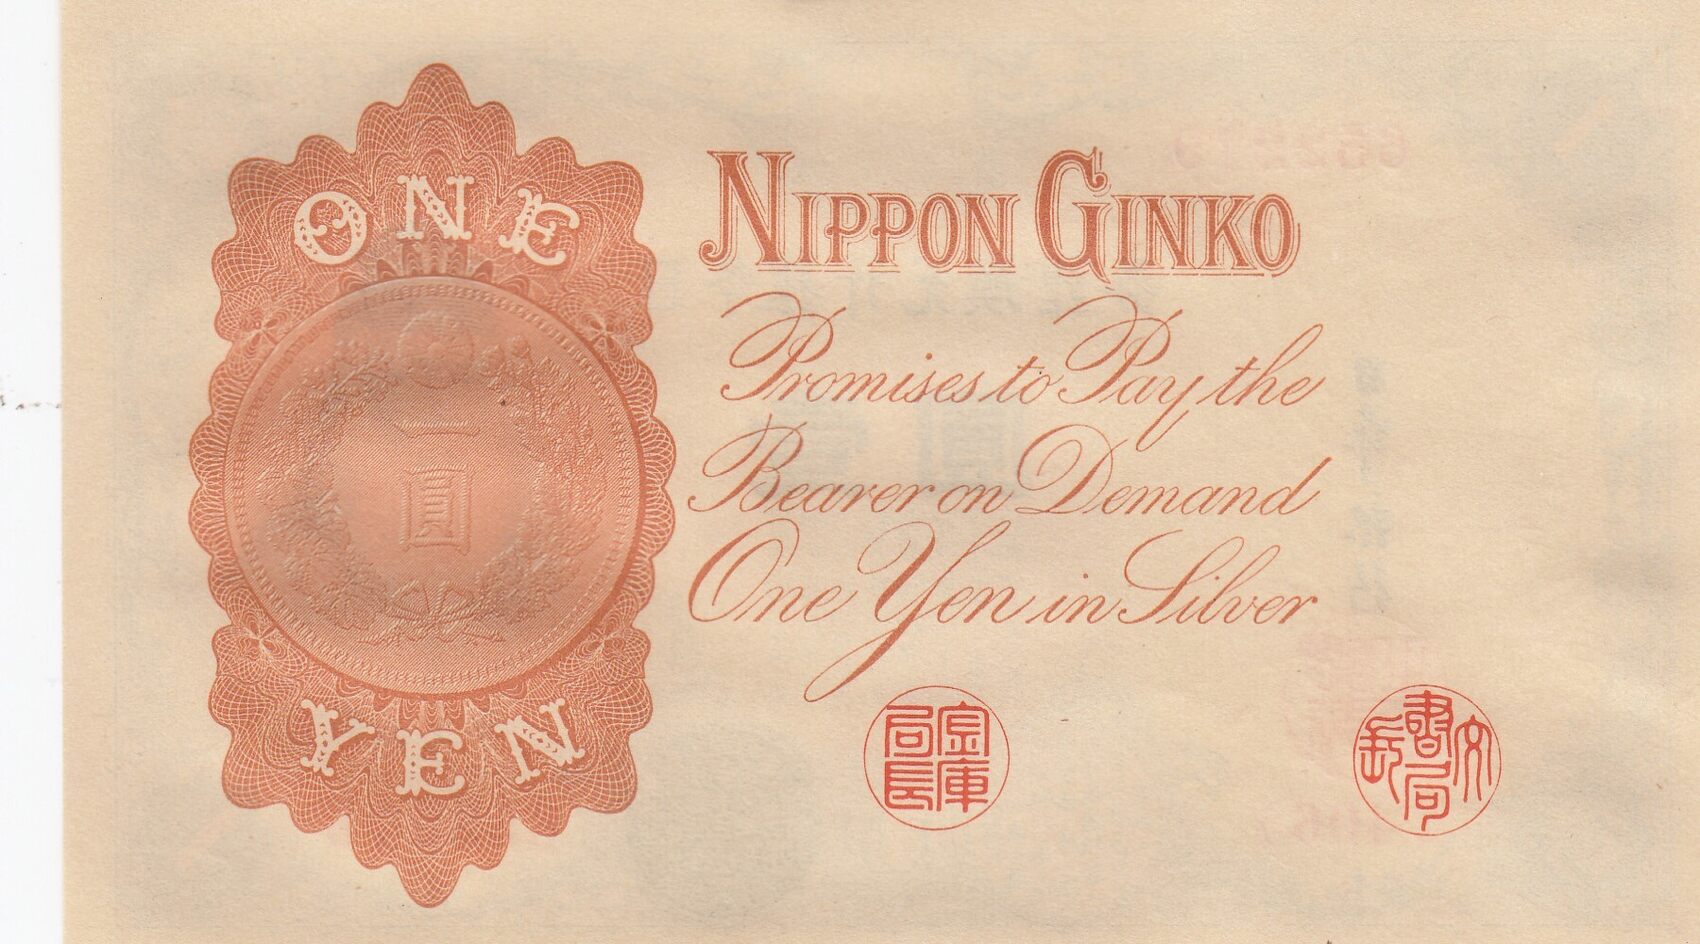 ONE
一
圓
YEN
NIPPON GINKO
Promises to Pay the
Bearer on Demand
One Yen in Silver
金庫局長
文書局長